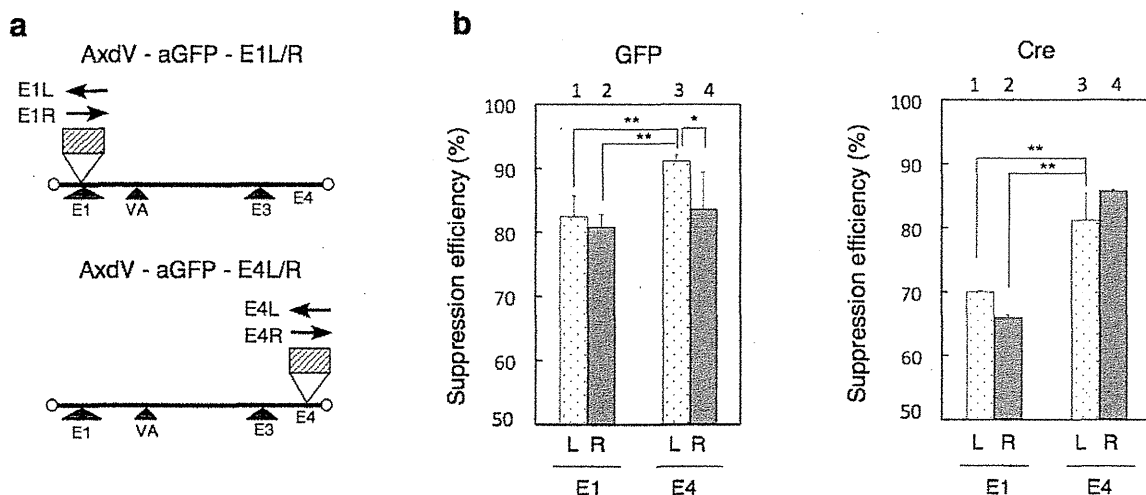 a
AxdV - aGFP - E1L/R
E1L
E1R
E1
VA
E3
E4
AxdV - aGFP - E4L/R
E4L
E4R
E1
VA
E3
E4
b
GFP
1 2 3 4
Suppression efficiency (%)
100
90
80
70
60
50
**
*
**
L R L R
E1 E4
Cre
1 2 3 4
Suppression efficiency (%)
100
90
80
70
60
50
**
**
L R L R
E1 E4